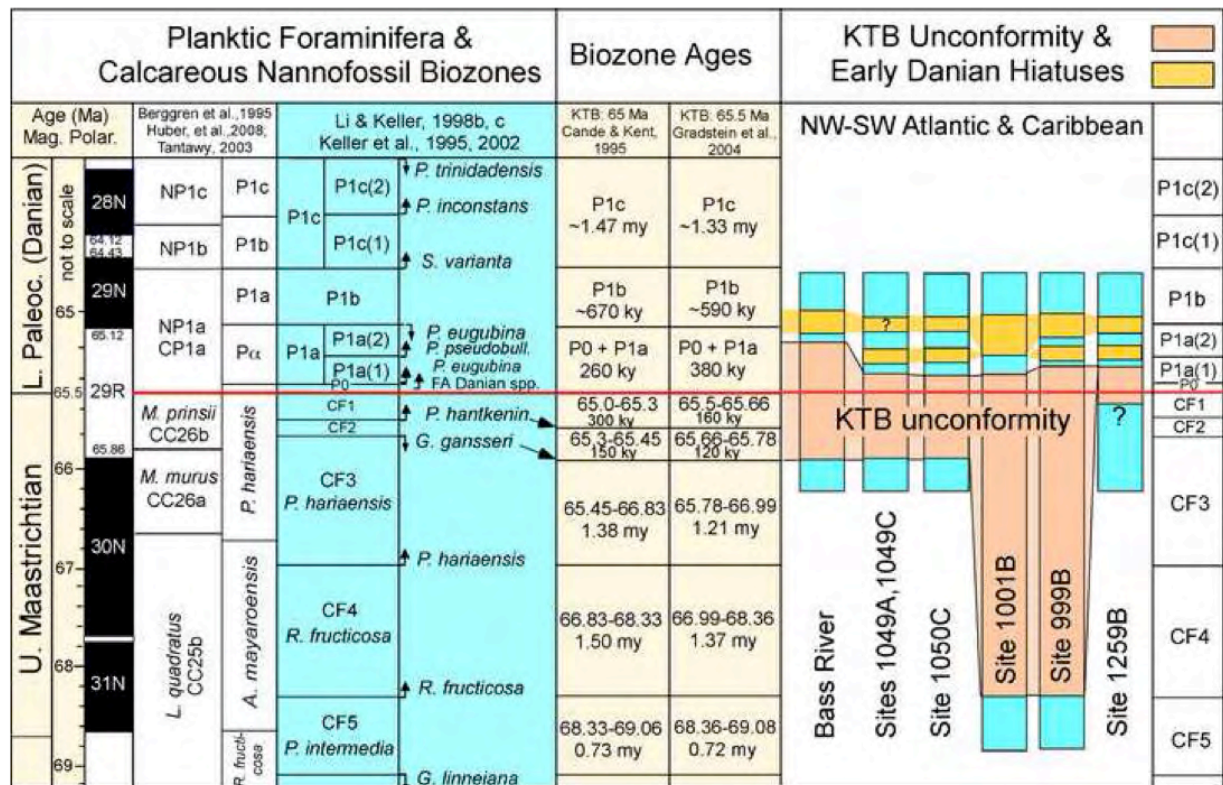 Planktic Foraminifera &
Calcareous Nannofossil Biozones
Biozone Ages
KTB Unconformity &
Early Danian Hiatuses
Age (Ma)
Mag. Polar.
Berggren et al.,1995
Huber, et al.,2008;
Tantawy, 2003
Li & Keller, 1998b, c
Keller et al., 1995, 2002
KTB: 65 Ma
Cande & Kent,
1995
KTB: 65.5 Ma
Gradstein et al.,
2004
NW-SW Atlantic & Caribbean
L. Paleoc. (Danian)
not to scale
U. Maastrichtian
65
65.5
66
67
68
69
28N
64.12
64.43
29N
65.12
29R
65.86
30N
31N
NP1c
NP1b
NP1a
CP1a
M. prinsii
CC26b
M. murus
CC26a
L. quadratus
CC25b
P1c
P1b
P1a
Pα
P. hariaensis
A. mayaroensis
R. fructi-
cosa
P1c
P1c(2)
P1c(1)
P1b
P1a
P1a(2)
P1a(1)
P0
CF1
CF2
CF3
P. hariaensis
CF4
R. fructicosa
CF5
P. intermedia
P. trinidadensis
P. inconstans
S. varianta
P. eugubina
P. pseudobull.
P. eugubina
FA Danian spp.
P. hantkenin
G. gansseri
P. hariaensis
R. fructicosa
G. linneiana
P1c
~1.47 my
P1b
~670 ky
P0 + P1a
260 ky
65.0-65.3
300 ky
65.3-65.45
150 ky
65.45-66.83
1.38 my
66.83-68.33
1.50 my
68.33-69.06
0.73 my
P1c
~1.33 my
P1b
~590 ky
P0 + P1a
380 ky
65.5-65.66
160 ky
65.66-65.78
120 ky
65.78-66.99
1.21 my
66.99-68.36
1.37 my
68.36-69.08
0.72 my
?
KTB unconformity
?
Bass River
Sites 1049A,1049C
Site 1050C
Site 1001B
Site 999B
Site 1259B
P1c(2)
P1c(1)
P1b
P1a(2)
P1a(1)
P0
CF1
CF2
CF3
CF4
CF5